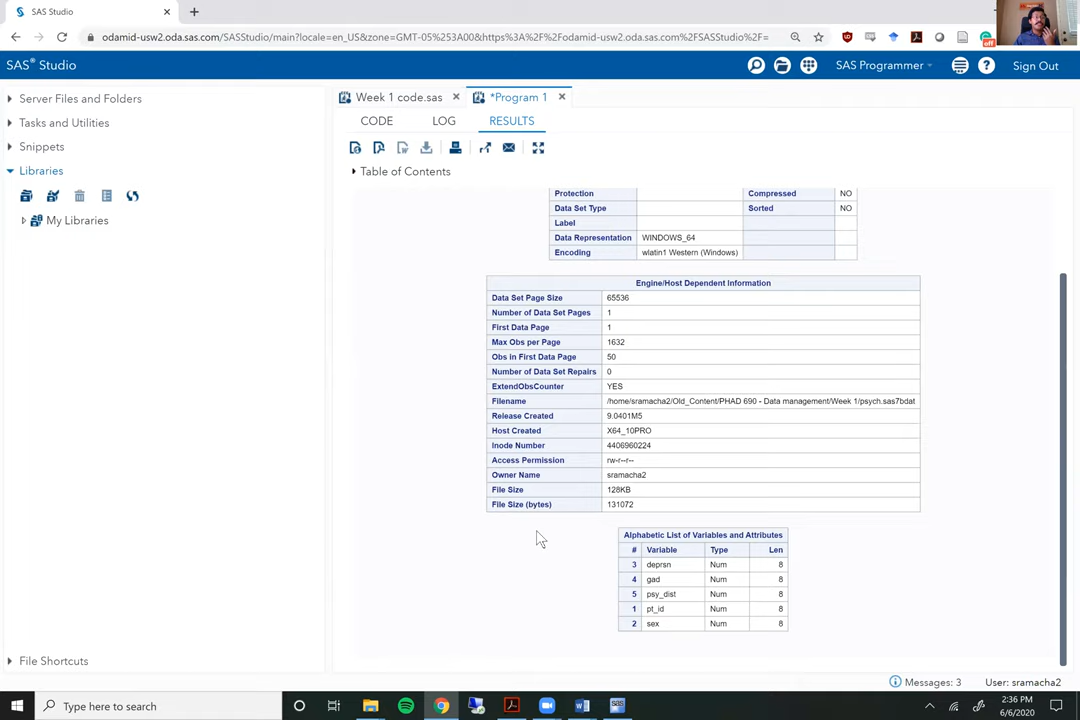 SAS Studio
odamid-usw2.oda.sas.com/SASStudio/main?locale=en_US&zone=GMT-05%253A00&https%3A%2F%2Fodamid-usw2.oda.sas.com%2FSASStudio%2F=
off
SAS® Studio
SAS Programmer
Sign Out
Server Files and Folders
Tasks and Utilities
Snippets
Libraries
My Libraries
File Shortcuts
Week 1 code.sas
*Program 1
CODE LOG RESULTS
Table of Contents
Protection Compressed NO
Data Set Type Sorted NO
Label
Data Representation WINDOWS_64
Encoding wlatin1 Western (Windows)
Engine/Host Dependent Information
Data Set Page Size 65536
Number of Data Set Pages 1
First Data Page 1
Max Obs per Page 1632
Obs in First Data Page 50
Number of Data Set Repairs 0
ExtendObsCounter YES
Filename /home/sramacha2/Old_Content/PHAD 690 - Data management/Week 1/psych.sas7bdat
Release Created 9.0401M5
Host Created X64_10PRO
Inode Number 4406960224
Access Permission rw-r--r--
Owner Name sramacha2
File Size 128KB
File Size (bytes) 131072
Alphabetic List of Variables and Attributes
# Variable Type Len
3 deprsn Num 8
4 gad Num 8
5 psy_dist Num 8
1 pt_id Num 8
2 sex Num 8
Messages: 3 User: sramacha2
Type here to search
2:36 PM
6/6/2020